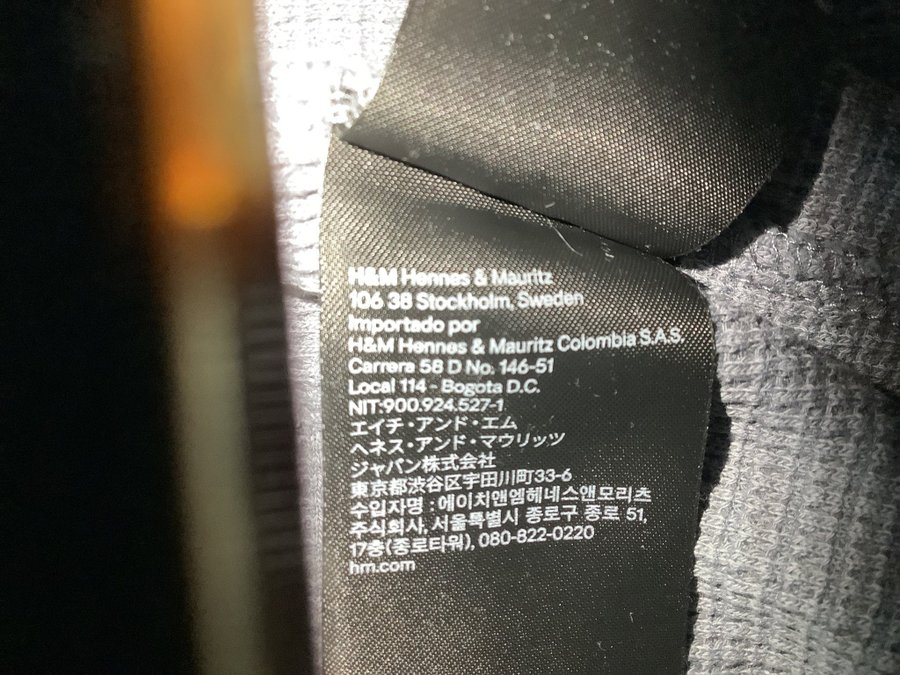 H&M Hennes & Mauritz
106 38 Stockholm, Sweden
Importado por
H&M Hennes & Mauritz Colombia S.A.S.
Carrera 58 D No. 146-51
Local 114 - Bogota D.C.
NIT:900.924.527-1
エイチ・アンド・エム
ヘネス・アンド・マウリッツ
ジャパン株式会社
東京都渋谷区宇田川町33-6
수입자명 : 에이치앤엠헤네스앤모리츠
주식회사, 서울특별시 종로구 종로 51,
17층(종로타워), 080-822-0220
hm.com